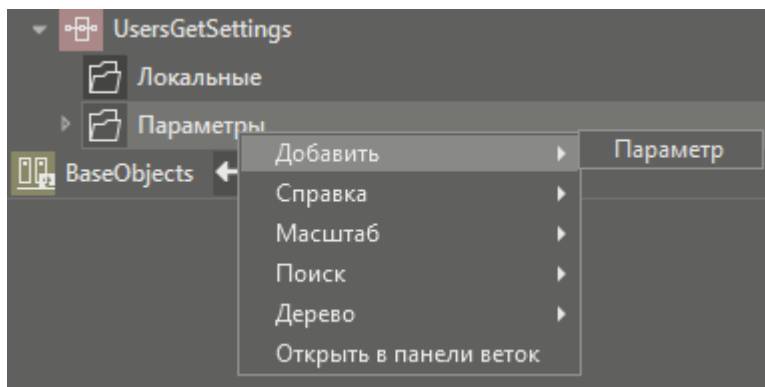 UsersGetSettings
Локальные
Параметры
BaseObjects
Добавить
Параметр
Справка
Масштаб
Поиск
Дерево
Открыть в панели веток